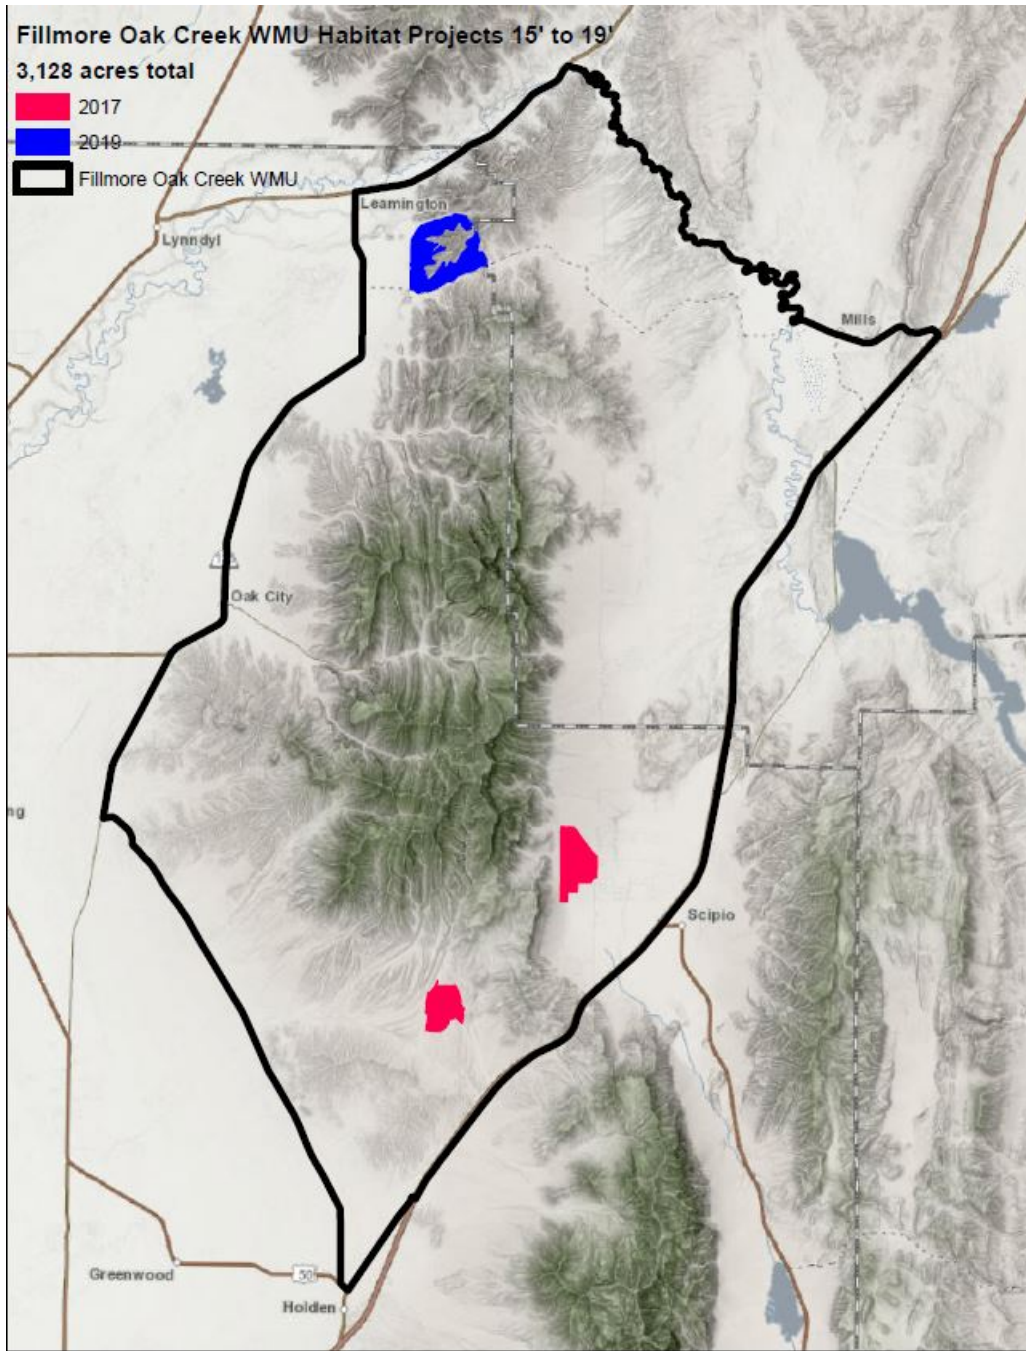 Fillmore Oak Creek WMU Habitat Projects 15' to 19'
3,128 acres total
2017
2019
Fillmore Oak Creek WMU
Leamington
Lynndyl
Mills
Oak City
ng
Scipio
Greenwood
50
Holden